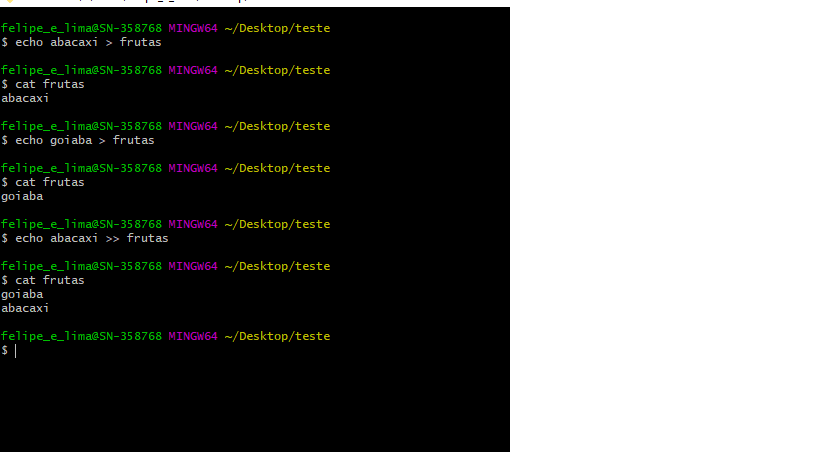 felipe_e_lima@SN-358768 MINGW64 ~/Desktop/teste
$ echo abacaxi > frutas
felipe_e_lima@SN-358768 MINGW64 ~/Desktop/teste
$ cat frutas
abacaxi
felipe_e_lima@SN-358768 MINGW64 ~/Desktop/teste
$ echo goiaba > frutas
felipe_e_lima@SN-358768 MINGW64 ~/Desktop/teste
$ cat frutas
goiaba
felipe_e_lima@SN-358768 MINGW64 ~/Desktop/teste
$ echo abacaxi >> frutas
felipe_e_lima@SN-358768 MINGW64 ~/Desktop/teste
$ cat frutas
goiaba
abacaxi
felipe_e_lima@SN-358768 MINGW64 ~/Desktop/teste
$